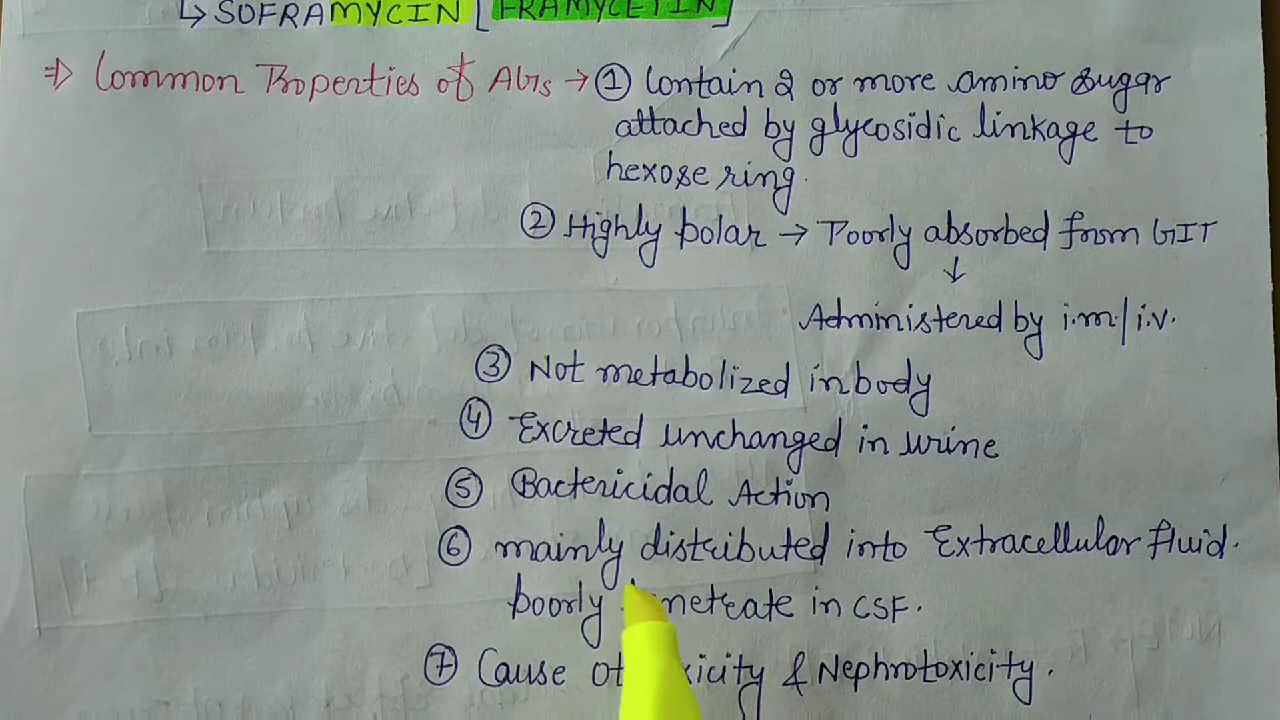 ↳ SOFRAMYCIN [FRAMYCETIN]
⇒ Common Properties of AGs → ① Contain 2 or more amino sugar
attached by glycosidic linkage to
hexose ring.
② Highly polar → Poorly absorbed from GIT
↓
Administered by i.m./i.v.
③ Not metabolized in body
④ Excreted unchanged in urine
⑤ Bactericidal Action
⑥ mainly distributed into Extracellular fluid.
poorly in CSF.
⑦ Cause & Nephrotoxicity.